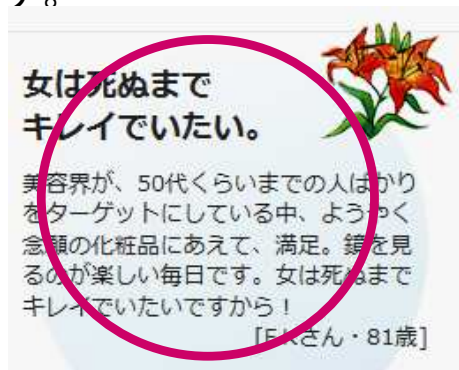 す。
女は死ぬまで
キレイでいたい。
美容界が、50代くらいまでの人ばかり
をターゲットにしている中、ようやく
念願の化粧品にあえて、満足。鏡を見
るのが楽しい毎日です。女は死ぬまで
キレイでいたいですから！
[E.Kさん・81歳]